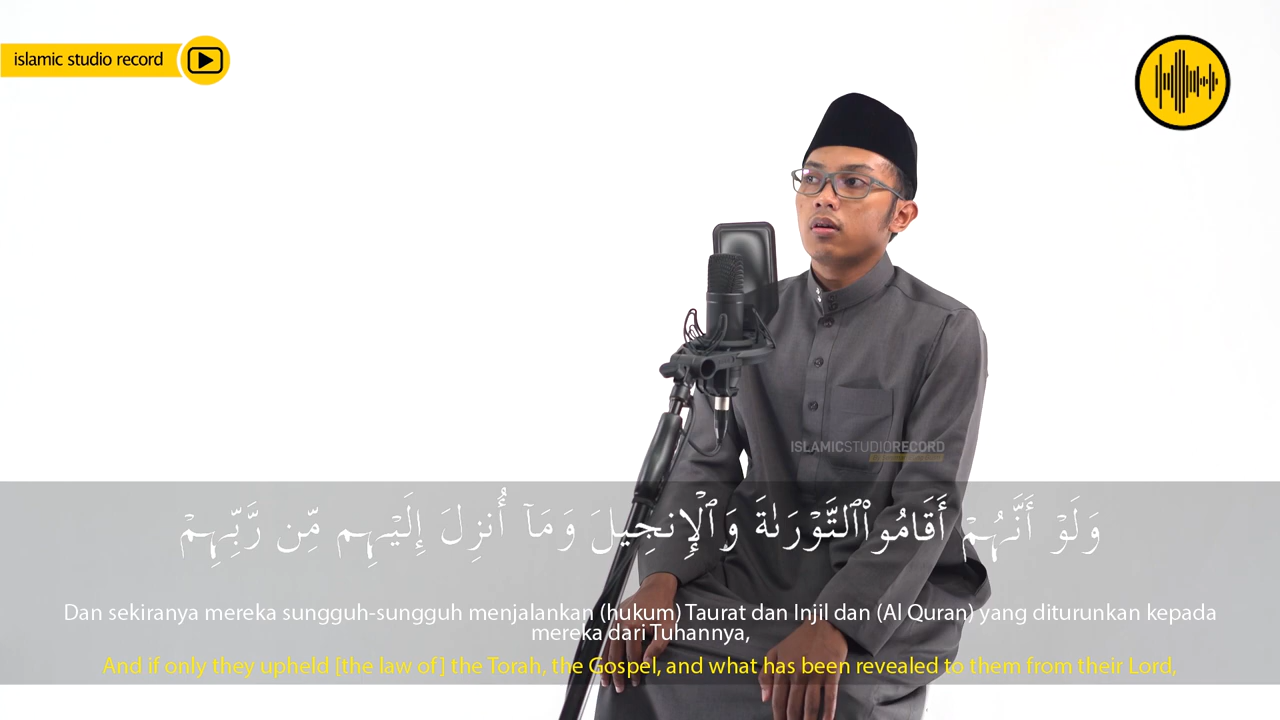 islamic studio record
ISLAMICSTUDIORECORD
وَلَوْ أَنَّهُمْ أَقَامُوا۟ ٱلتَّوْرَىٰةَ وَٱلْإِنجِيلَ وَمَآ أُنزِلَ إِلَيْهِم مِّن رَّبِّهِمْ
Dan sekiranya mereka sungguh-sungguh menjalankan (hukum) Taurat dan Injil dan (Al Quran) yang diturunkan kepada
mereka dari Tuhannya,
And if only they upheld [the law of] the Torah, the Gospel, and what has been revealed to them from their Lord,